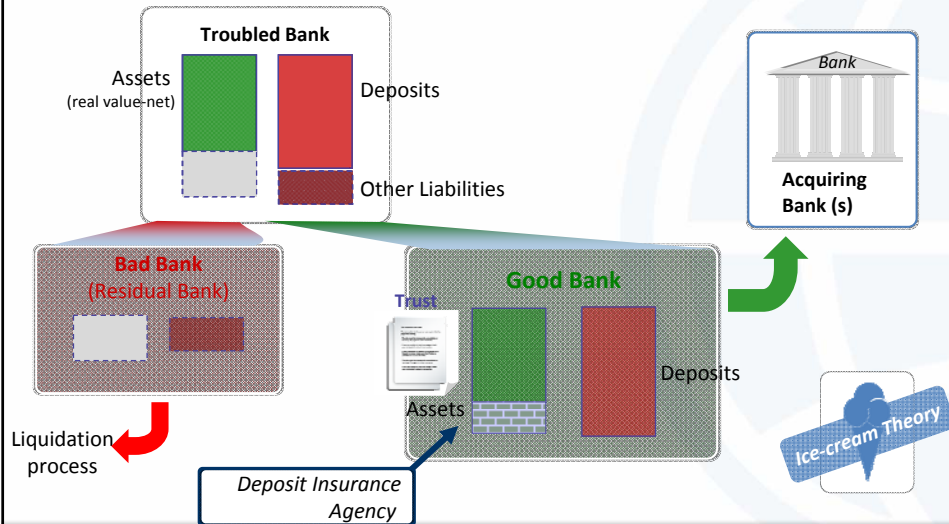 Troubled Bank
Assets
(real value-net)
Deposits
Other Liabilities
Bank
Acquiring
Bank (s)
Bad Bank
(Residual Bank)
Good Bank
Trust
Assets
Deposits
Liquidation
process
Deposit Insurance
Agency
Ice-cream Theory